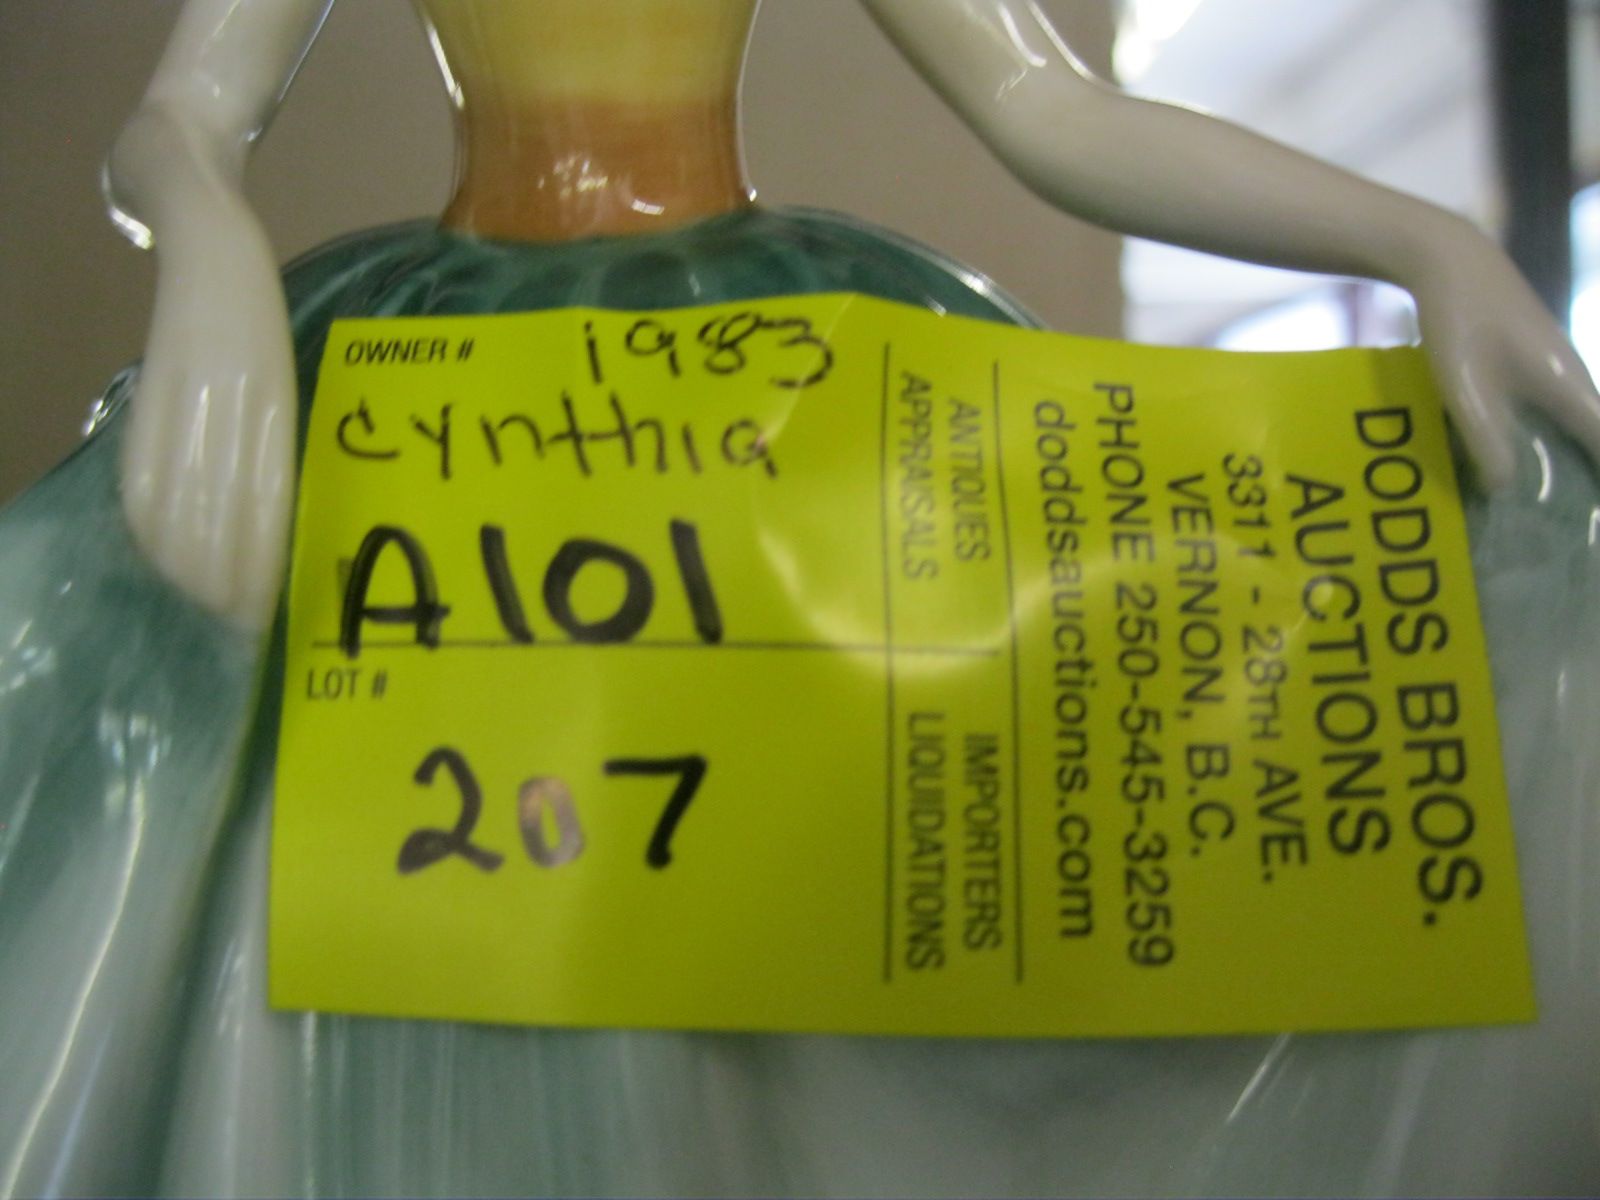 OWNER # 1983
Cynthia
A101
LOT #
207
ANTIQUES
APPRAISALS
IMPORTERS
LIQUIDATIONS
DODDS BROS.
AUCTIONS
3311 - 28TH AVE.
VERNON, B.C.
PHONE 250-545-3259
doddsauctions.com